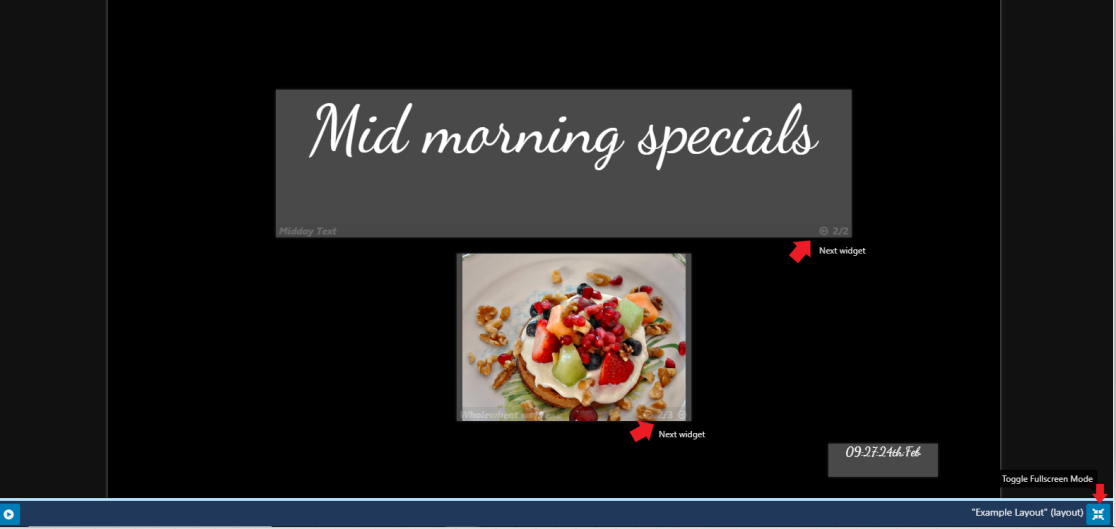 Mid morning specials
Midday Text
2/2
Next widget
2/3
Next widget
09:27:24th:Feb
Toggle Fullscreen Mode
"Example Layout" (layout)